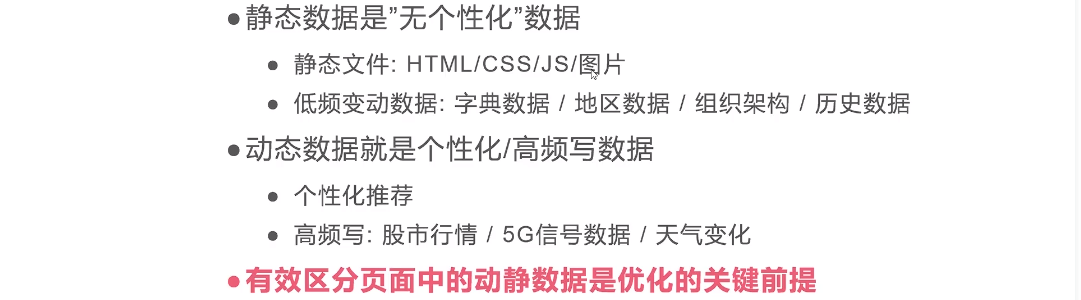 ●静态数据是”无个性化”数据
● 静态文件: HTML/CSS/JS/图片
● 低频变动数据: 字典数据 / 地区数据 / 组织架构 / 历史数据
●动态数据就是个性化/高频写数据
● 个性化推荐
● 高频写: 股市行情 / 5G信号数据 / 天气变化
●有效区分页面中的动静数据是优化的关键前提